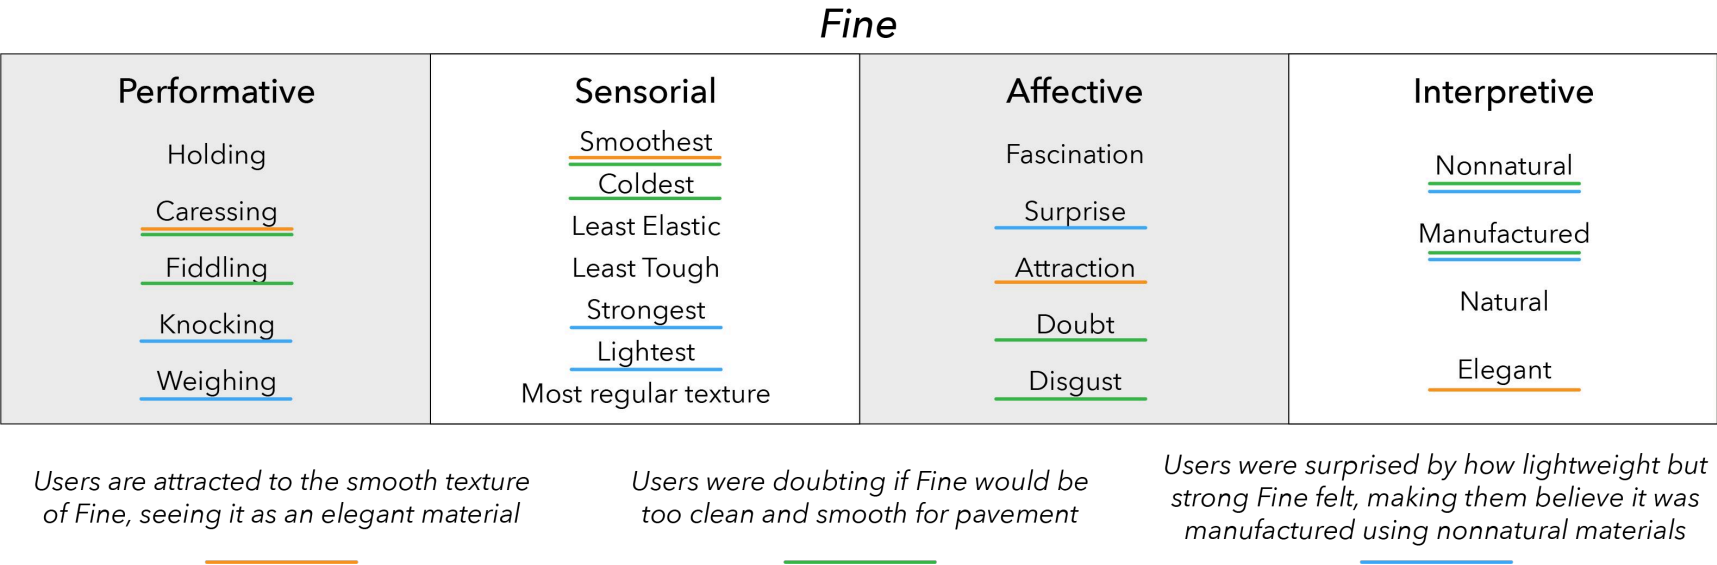 Fine
Performative
Holding
Caressing
Fiddling
Knocking
Weighing
Sensorial
Smoothest
Coldest
Least Elastic
Least Tough
Strongest
Lightest
Most regular texture
Affective
Fascination
Surprise
Attraction
Doubt
Disgust
Interpretive
Nonnatural
Manufactured
Natural
Elegant
Users are attracted to the smooth texture
of Fine, seeing it as an elegant material
Users were doubting if Fine would be
too clean and smooth for pavement
Users were surprised by how lightweight but
strong Fine felt, making them believe it was
manufactured using nonnatural materials